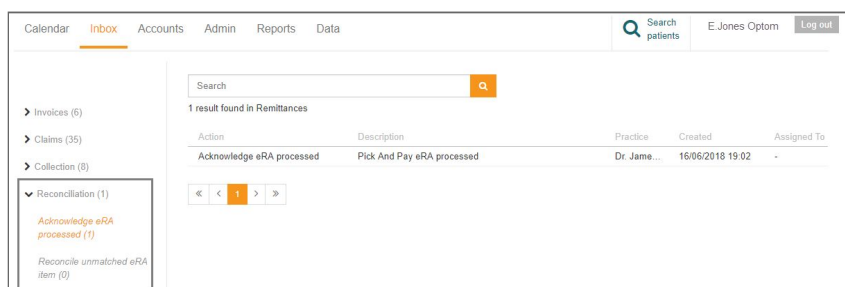 Calendar Inbox Accounts Admin Reports Data
Search patients
E.Jones Optom
Log out
Search
1 result found in Remittances
Invoices (6)
Claims (35)
Collection (8)
Reconciliation (1)
Acknowledge eRA
processed (1)
Reconcile unmatched eRA
item (0)
Action Description Practice Created Assigned To
Acknowledge eRA processed Pick And Pay eRA processed Dr. Jame... 16/06/2018 19:02 -
« < 1 > »